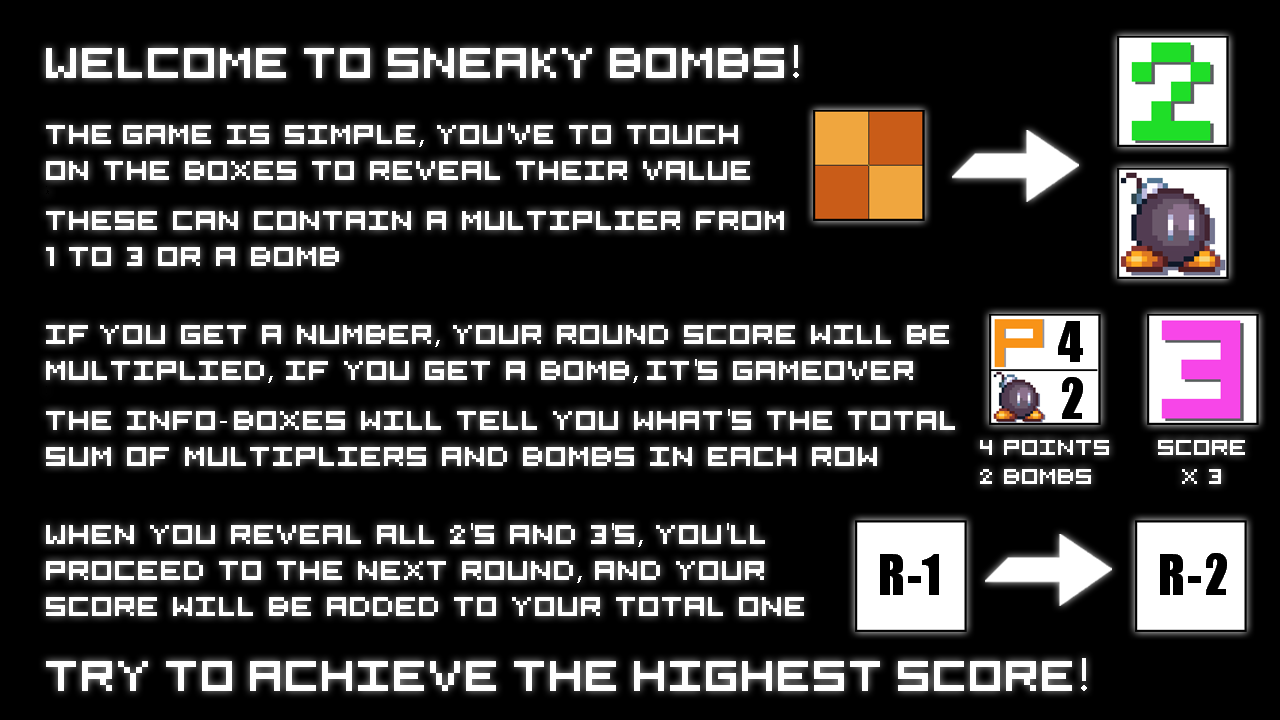 WELCOME TO SNEAKY BOMBS!
THE GAME IS SIMPLE, YOU'VE TO TOUCH
ON THE BOXES TO REVEAL THEIR VALUE
THESE CAN CONTAIN A MULTIPLIER FROM
1 TO 3 OR A BOMB
2
IF YOU GET A NUMBER, YOUR ROUND SCORE WILL BE
MULTIPLIED, IF YOU GET A BOMB, IT'S GAMEOVER
THE INFO-BOXES WILL TELL YOU WHAT'S THE TOTAL
SUM OF MULTIPLIERS AND BOMBS IN EACH ROW
P 4
2
4 POINTS
2 BOMBS
3
SCORE
X 3
WHEN YOU REVEAL ALL 2'S AND 3'S, YOU'LL
PROCEED TO THE NEXT ROUND, AND YOUR
SCORE WILL BE ADDED TO YOUR TOTAL ONE
R-1
R-2
TRY TO ACHIEVE THE HIGHEST SCORE!